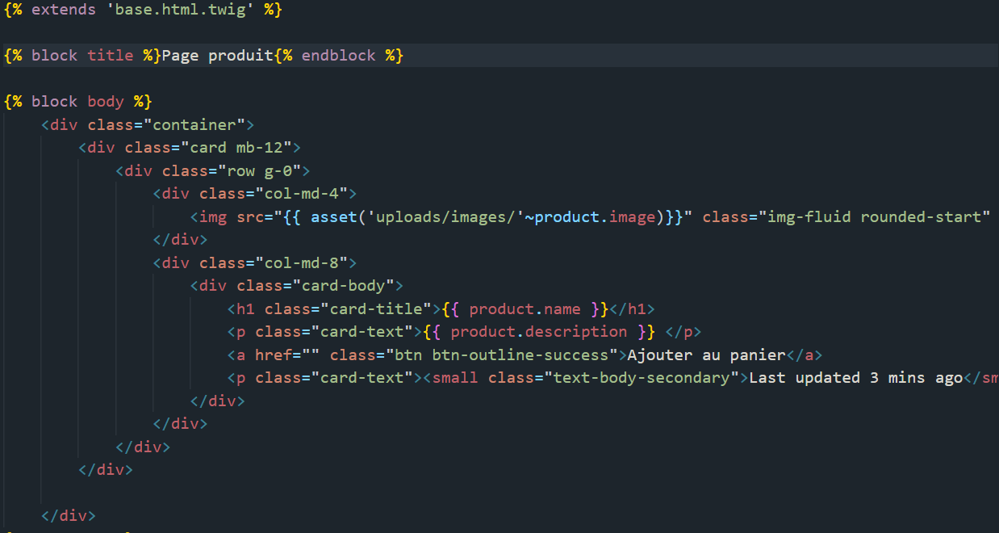 {% extends 'base.html.twig' %}
{% block title %}Page produit{% endblock %}
{% block body %}
<div class="container">
<div class="card mb-12">
<div class="row g-0">
<div class="col-md-4">
<img src="{{ asset('uploads/images/'~product.image)}}" class="img-fluid rounded-start"
</div>
<div class="col-md-8">
<div class="card-body">
<h1 class="card-title">{{ product.name }}</h1>
<p class="card-text">{{ product.description }} </p>
<a href="" class="btn btn-outline-success">Ajouter au panier</a>
<p class="card-text"><small class="text-body-secondary">Last updated 3 mins ago</sm
</div>
</div>
</div>
</div>
</div>